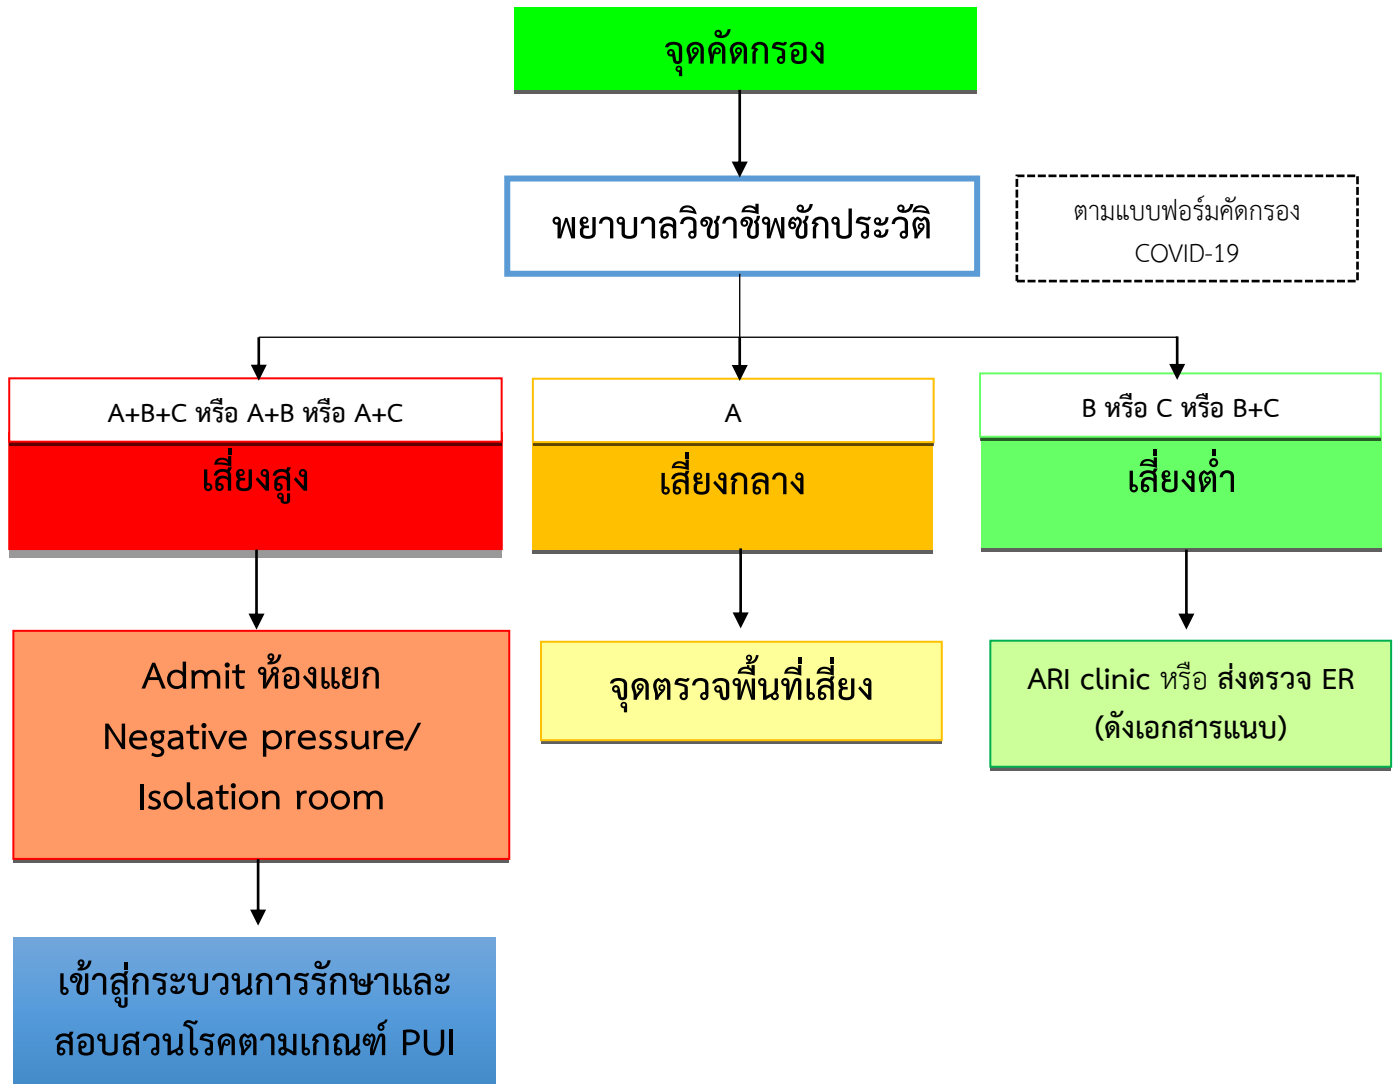 จุดคัดกรอง
พยาบาลวิชาชีพซักประวัติ
ตามแบบฟอร์มคัดกรอง
COVID-19
A+B+C หรือ A+B หรือ A+C
เสี่ยงสูง
A
เสี่ยงกลาง
B หรือ C หรือ B+C
เสี่ยงต่ำ
Admit ห้องแยก
Negative pressure/
Isolation room
จุดตรวจพื้นที่เสี่ยง
ARI clinic หรือ ส่งตรวจ ER
(ดังเอกสารแนบ)
เข้าสู่กระบวนการรักษาและ
สอบสวนโรคตามเกณฑ์ PUI